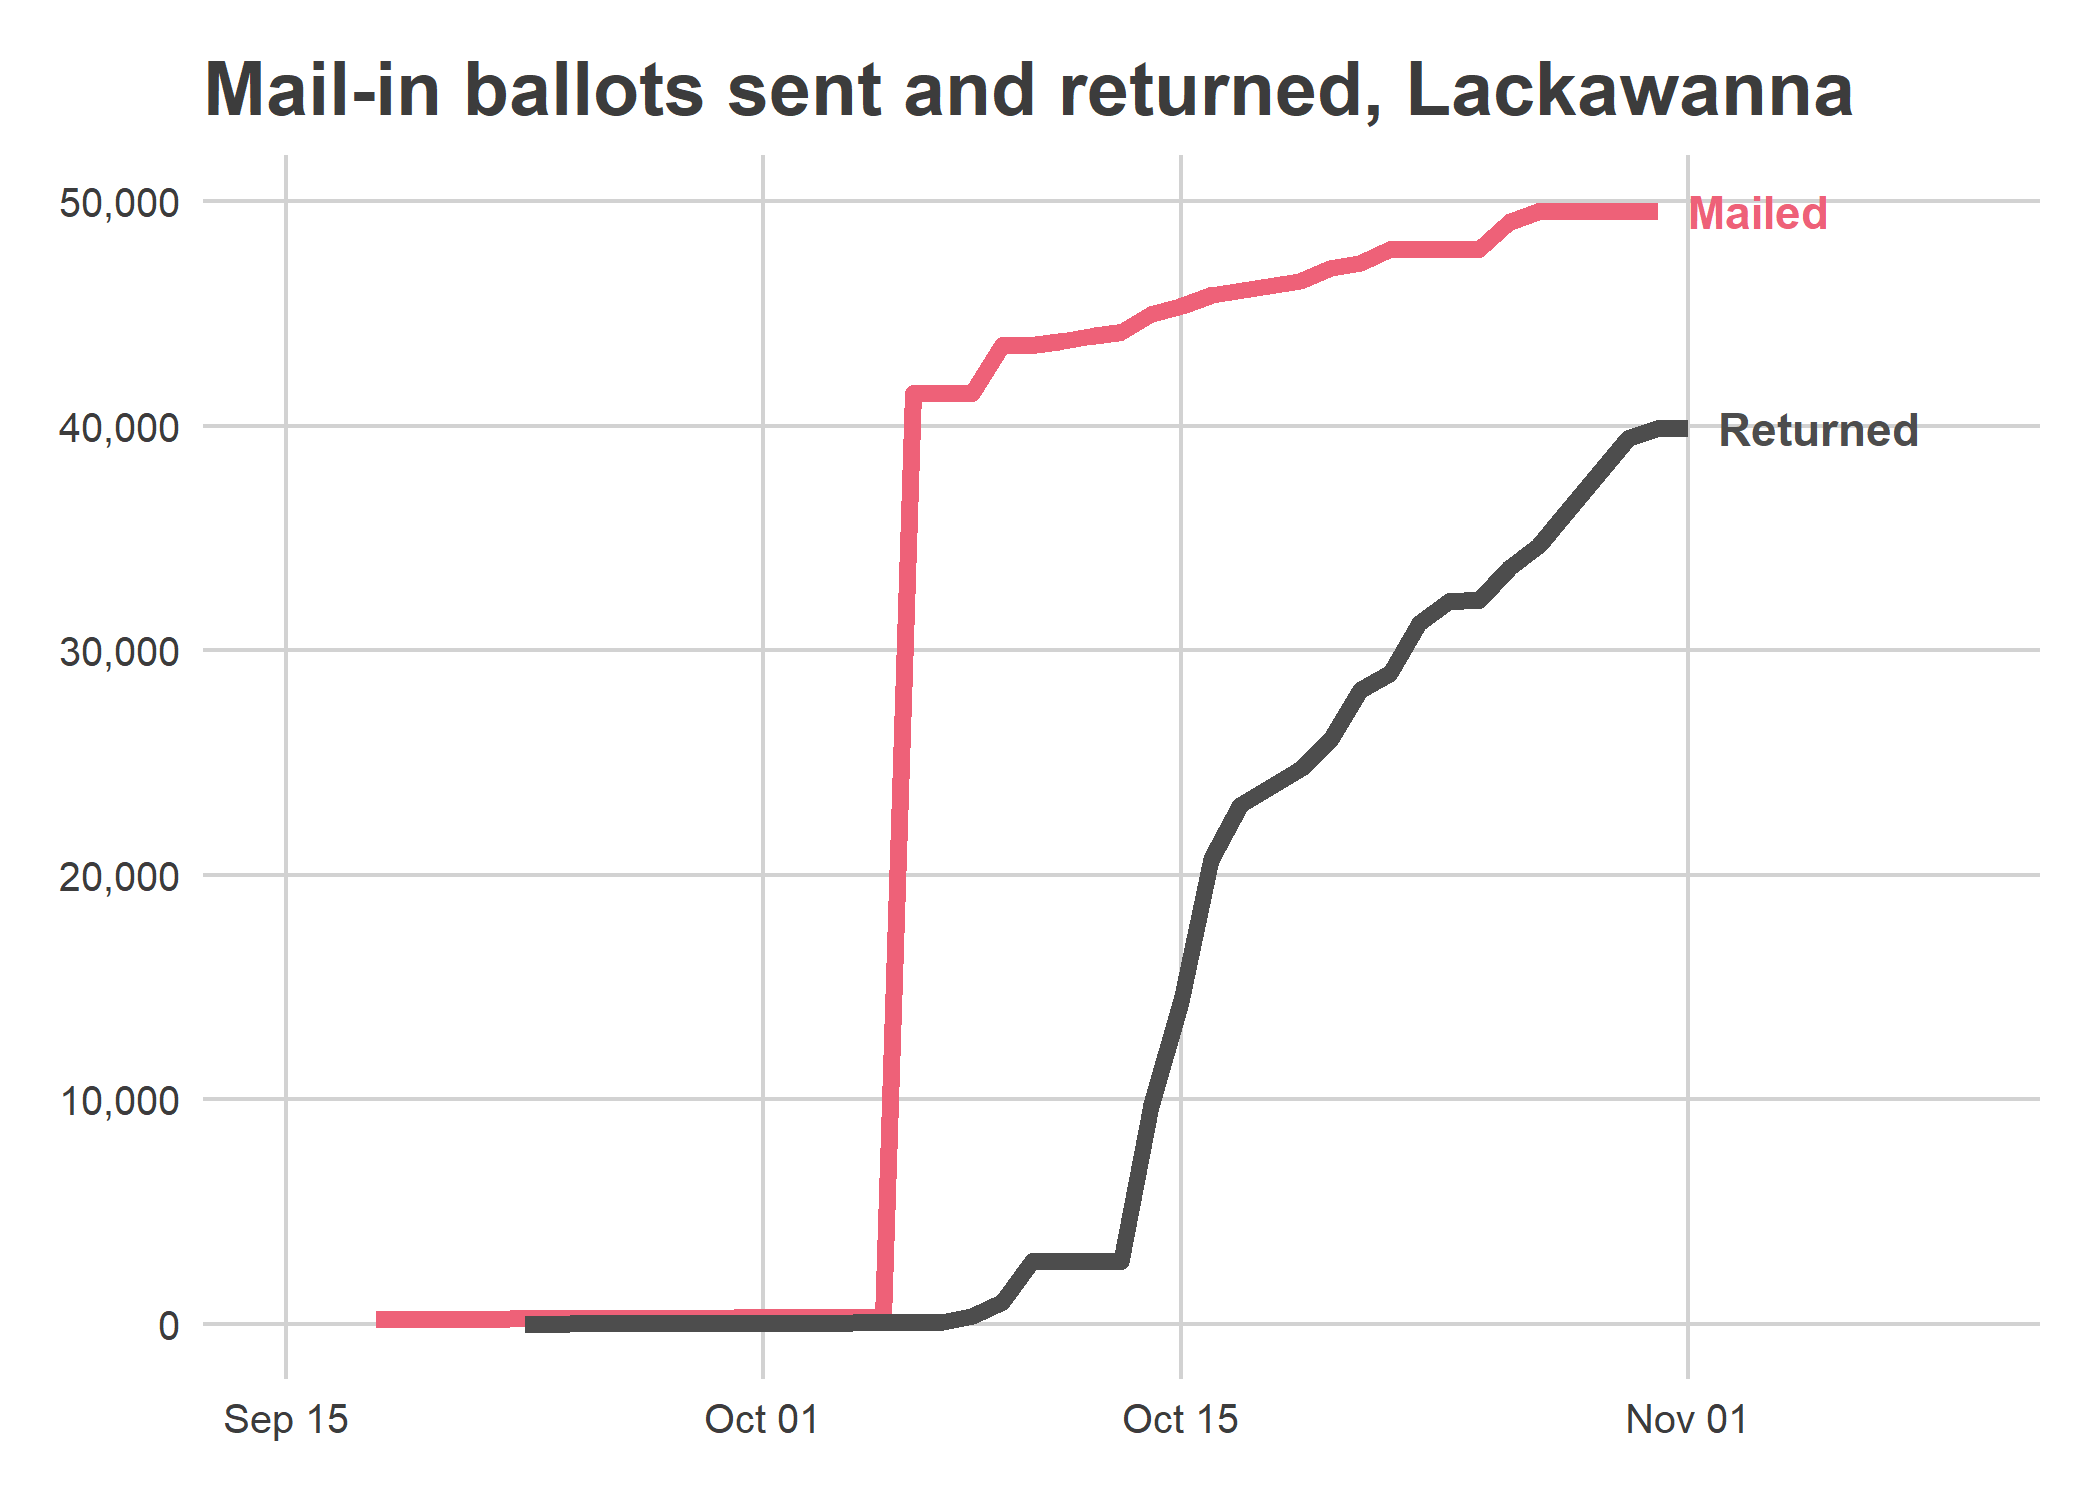 Mail-in ballots sent and returned, Lackawanna
50,000
Mailed
40,000
Returned
30,000
20,000
10,000
0
Sep 15
Oct 01
Oct 15
Nov 01